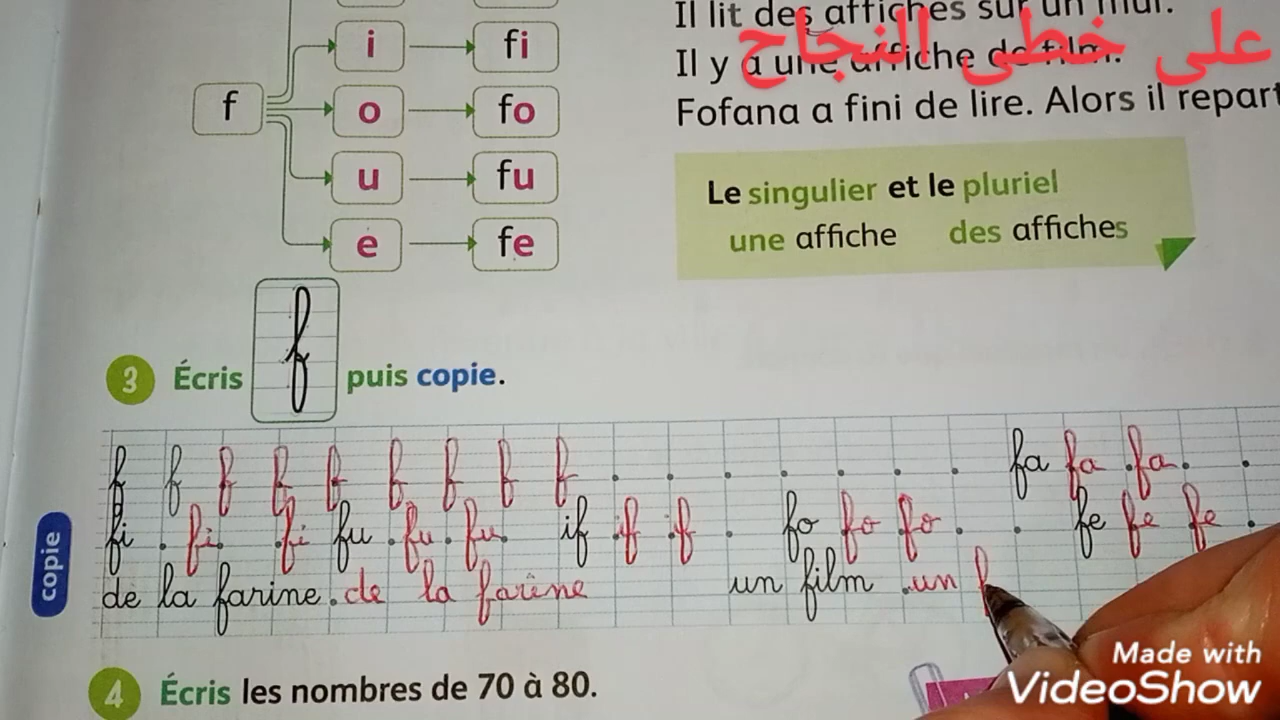 Il lit des affiches sur un mur.
Il y a une affiche de film.
Fofana a fini de lire. Alors il repart
على خطى النجاح
f
i fi
o fo
u fu
e fe
Le singulier et le pluriel
une affiche des affiches
3 Écris f puis copie.
copie
f f f f f f f f f . . . . . . . fa fa .fa. .
fi . fi. .fi fu .fu. fu. if .if .if . fo fo fo . . fe fe fe .
de la farine .de la farine un film .un f
4 Écris les nombres de 70 à 80.
Made with
VideoShow